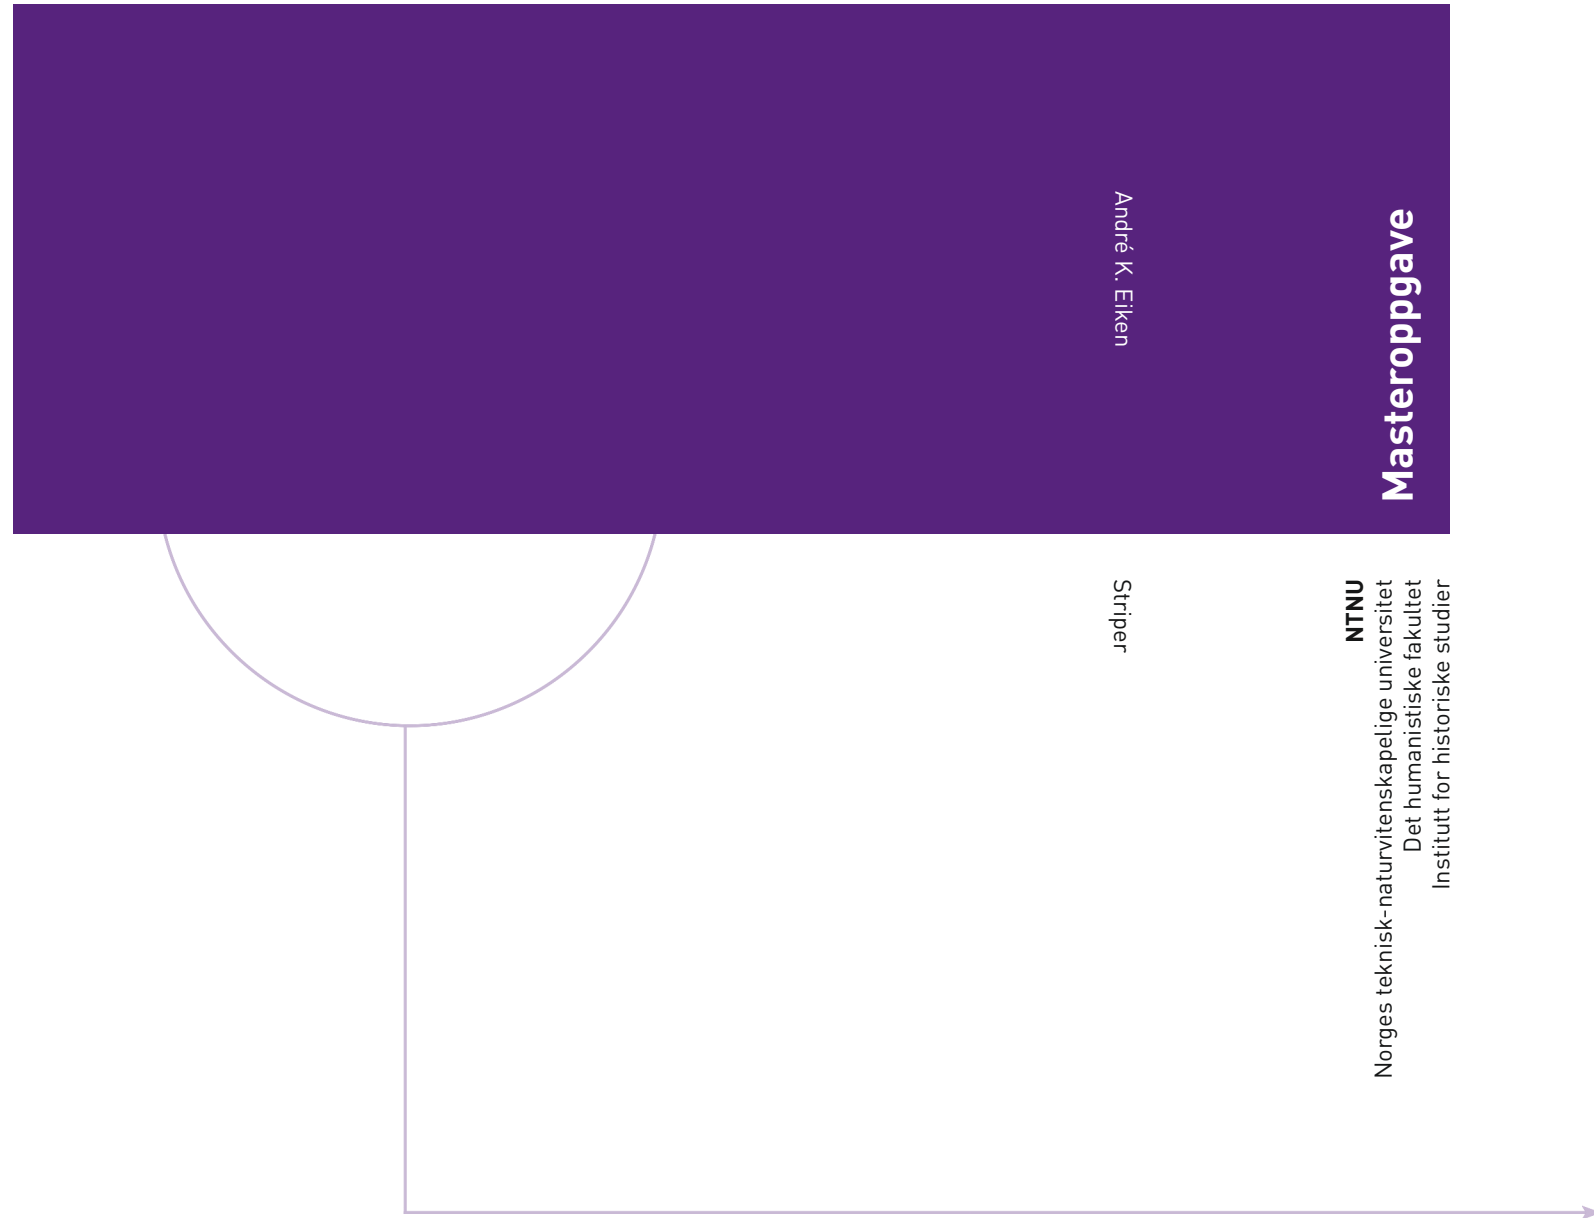 André K. Eiken
Striper
Masteroppgave
NTNU
Norges teknisk-naturvitenskapelige universitet
Det humanistiske fakultet
Institutt for historiske studier